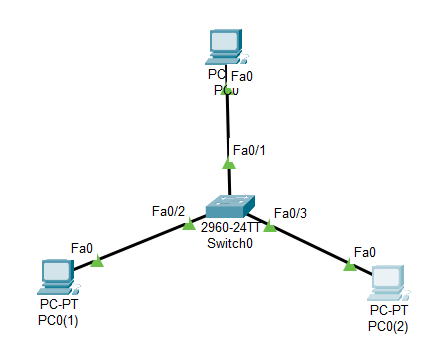 PC
Fa0
Fa0/1
Fa0/2
Fa0/3
2960-24TT
Switch0
Fa0
PC-PT
PC0(1)
Fa0
PC-PT
PC0(2)